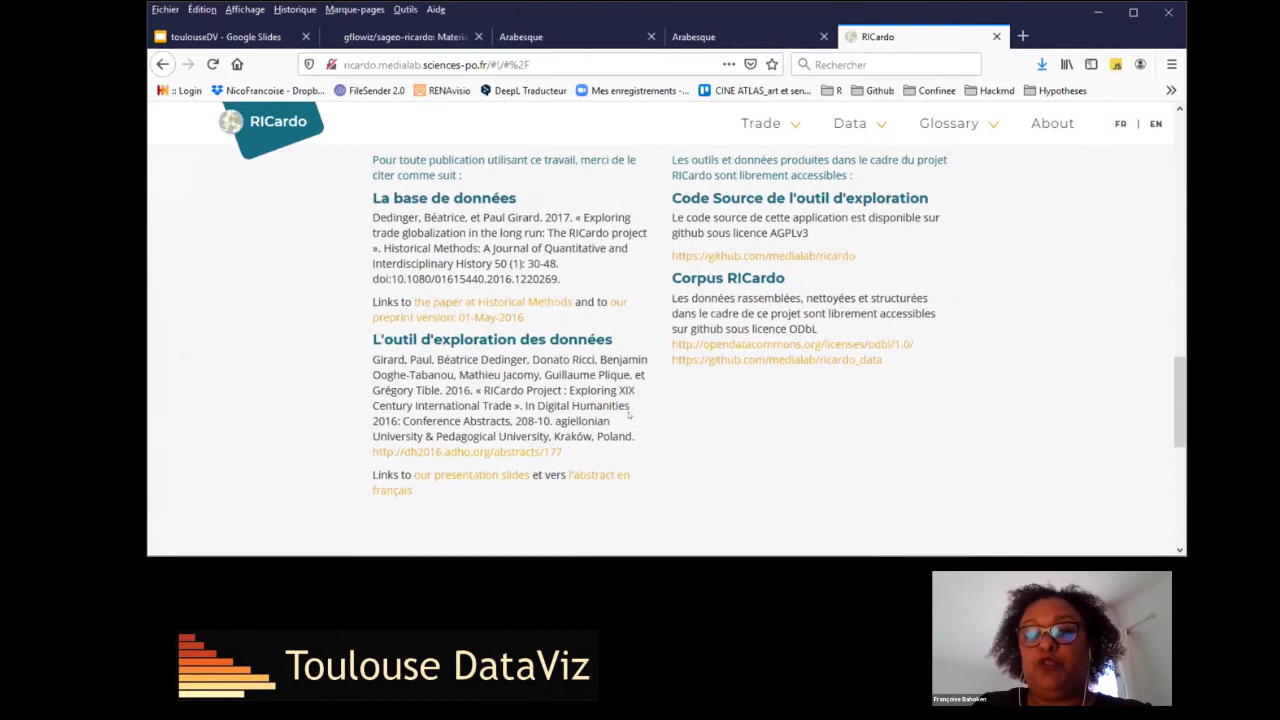 Fichier Édition Affichage Historique Marque-pages Outils Aide
toulouseDV - Google Slides
gflowiz/sageo-ricardo: Materia
Arabesque
Arabesque
RICardo
ricardo.medialab.sciences-po.fr/#!/#%2F
Rechercher
Login
NicoFrancoise - Dropb...
FileSender 2.0
RENAvisio
DeepL Traducteur
Mes enregistrements - ...
CINE ATLAS_art et sen...
R
Github
Confinee
Hackmd
Hypotheses
RICardo
Trade
Data
Glossary
About
FR | EN
Pour toute publication utilisant ce travail, merci de le
citer comme suit :
La base de données
Dedinger, Béatrice, et Paul Girard. 2017. « Exploring
trade globalization in the long run: The RICardo project
». Historical Methods: A Journal of Quantitative and
Interdisciplinary History 50 (1): 30-48.
doi:10.1080/01615440.2016.1220269.
Links to the paper at Historical Methods and to our
preprint version: 01-May-2016
L'outil d'exploration des données
Girard, Paul, Béatrice Dedinger, Donato Ricci, Benjamin
Ooghe-Tabanou, Mathieu Jacomy, Guillaume Plique, et
Grégory Tible. 2016. « RICardo Project : Exploring XIX
Century International Trade ». In Digital Humanities
2016: Conference Abstracts, 208-10. agiellonian
University & Pedagogical University, Kraków, Poland.
http://dh2016.adho.org/abstracts/177
Links to our presentation slides et vers l'abstract en
français
Les outils et données produites dans le cadre du projet
RICardo sont librement accessibles :
Code Source de l'outil d'exploration
Le code source de cette application est disponible sur
github sous licence AGPLv3
https://github.com/medialab/ricardo
Corpus RICardo
Les données rassemblées, nettoyées et structurées
dans le cadre de ce projet sont librement accessibles
sur github sous licence ODbL
http://opendatacommons.org/licenses/odbl/1.0/
https://github.com/medialab/ricardo_data
Toulouse DataViz
Françoise Bahoken